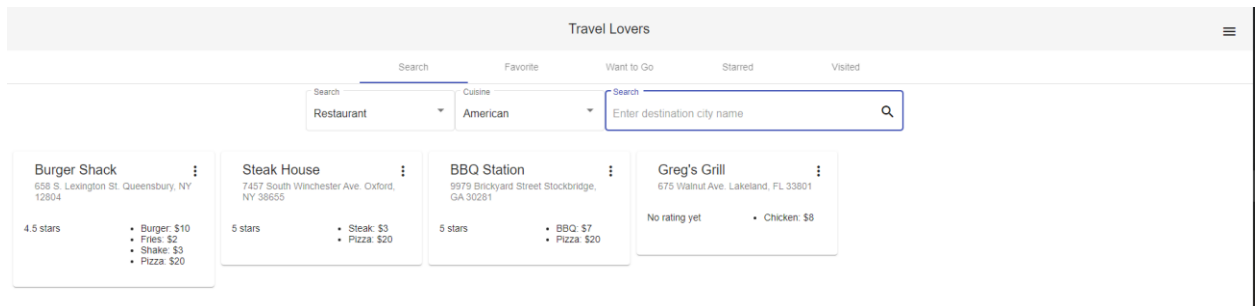 Travel Lovers
Search
Favorite
Want to Go
Starred
Visited
Search
Restaurant
Cuisine
American
Search
Enter destination city name
Burger Shack
658 S. Lexington St. Queensbury, NY
12804
4.5 stars
• Burger: $10
• Fries: $2
• Shake: $3
• Pizza: $20
Steak House
7457 South Winchester Ave. Oxford,
NY 38655
5 stars
• Steak: $3
• Pizza: $20
BBQ Station
9979 Brickyard Street Stockbridge,
GA 30281
5 stars
• BBQ: $7
• Pizza: $20
Greg's Grill
675 Walnut Ave. Lakeland, FL 33801
No rating yet
• Chicken: $8